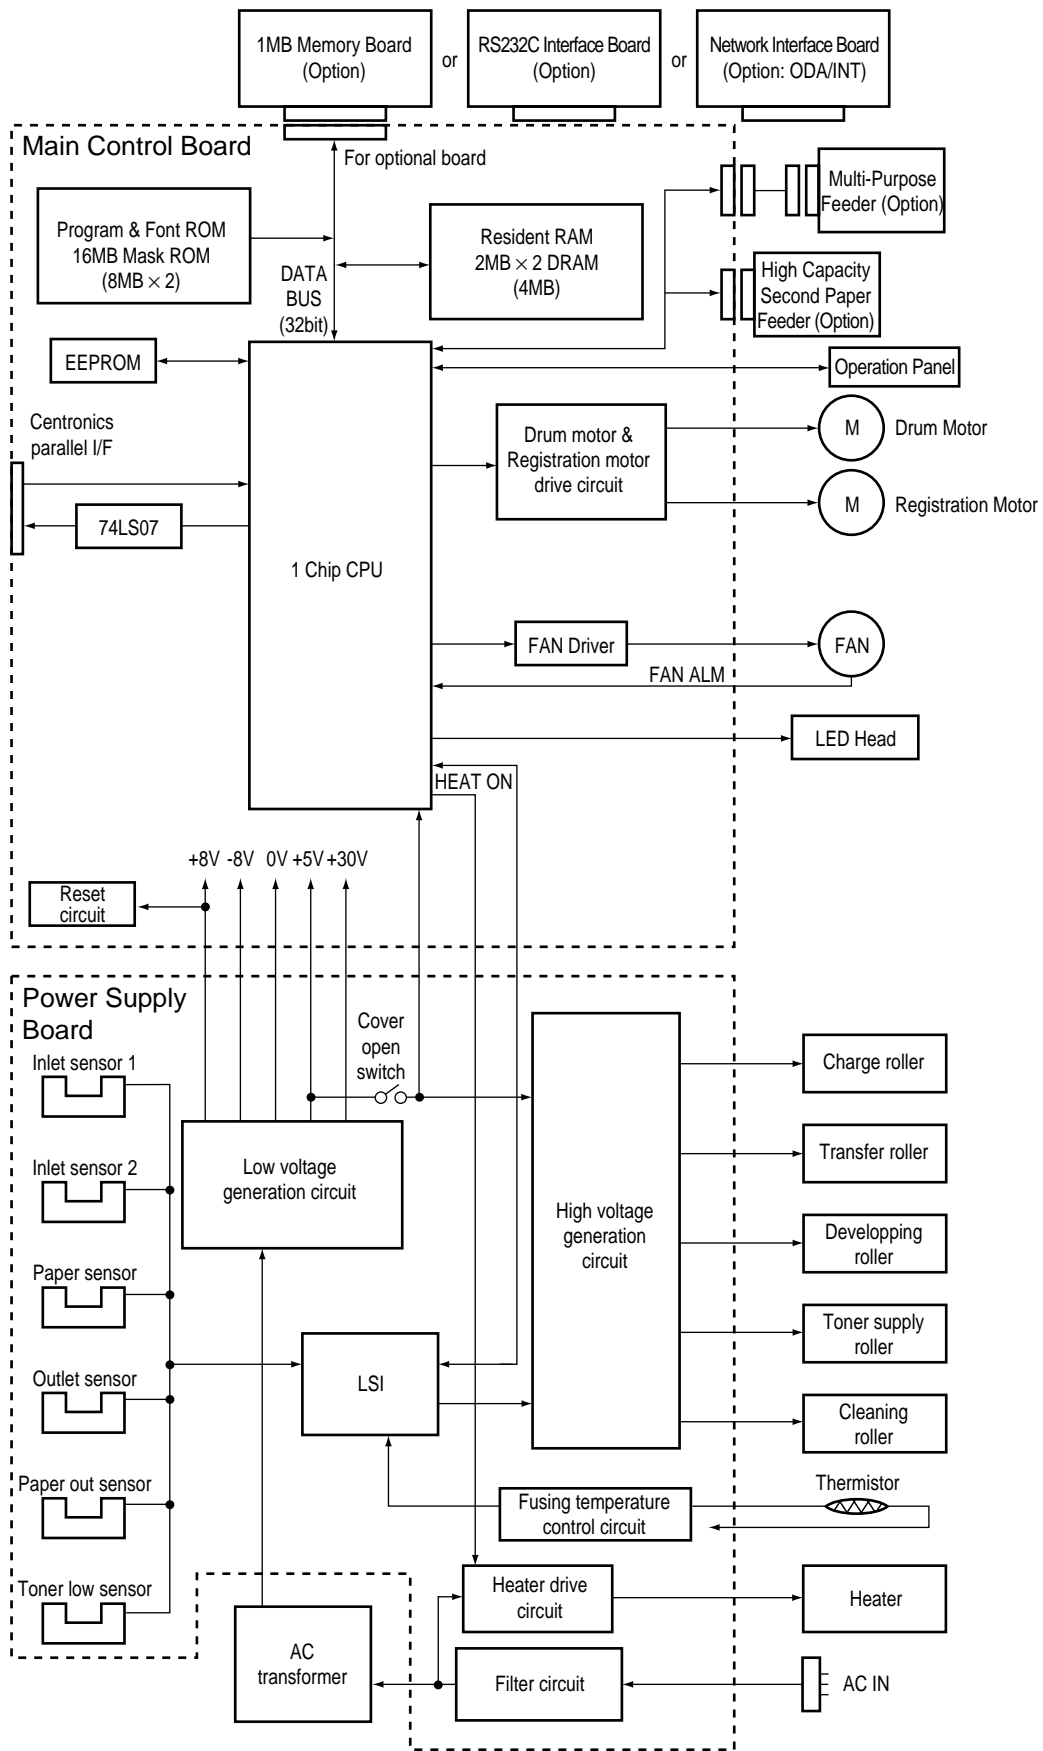 1MB Memory Board
(Option)
or
RS232C Interface Board
(Option)
or
Network Interface Board
(Option: ODA/INT)
Main Control Board
For optional board
Program & Font ROM
16MB Mask ROM
(8MB × 2)
DATA
BUS
(32bit)
Resident RAM
2MB × 2 DRAM
(4MB)
Multi-Purpose
Feeder (Option)
High Capacity
Second Paper
Feeder (Option)
EEPROM
Operation Panel
Centronics
parallel I/F
74LS07
1 Chip CPU
Drum motor &
Registration motor
drive circuit
M
Drum Motor
M
Registration Motor
FAN Driver
FAN
FAN ALM
LED Head
HEAT ON
+8V -8V 0V +5V +30V
Reset
circuit
Power Supply
Board
Cover
open
switch
Inlet sensor 1
Inlet sensor 2
Paper sensor
Outlet sensor
Paper out sensor
Toner low sensor
Low voltage
generation circuit
High voltage
generation
circuit
LSI
Charge roller
Transfer roller
Developping
roller
Toner supply
roller
Cleaning
roller
Fusing temperature
control circuit
Thermistor
Heater drive
circuit
Heater
AC
transformer
Filter circuit
AC IN